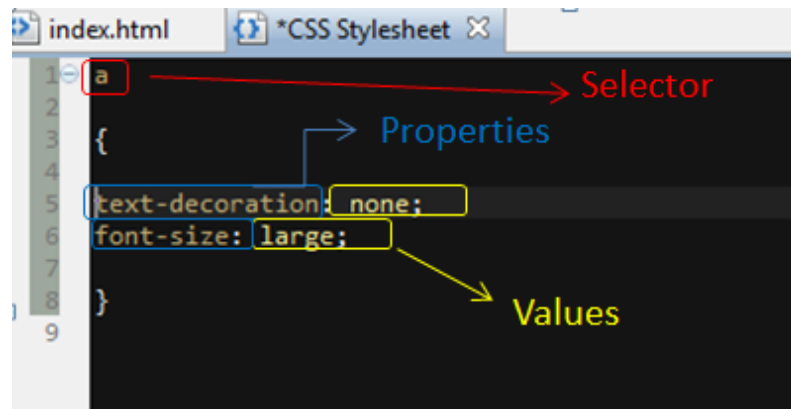 index.html *CSS Stylesheet
1 a Selector
2
3 { Properties
4
5 text-decoration: none;
6 font-size: large;
7
8 } Values
9